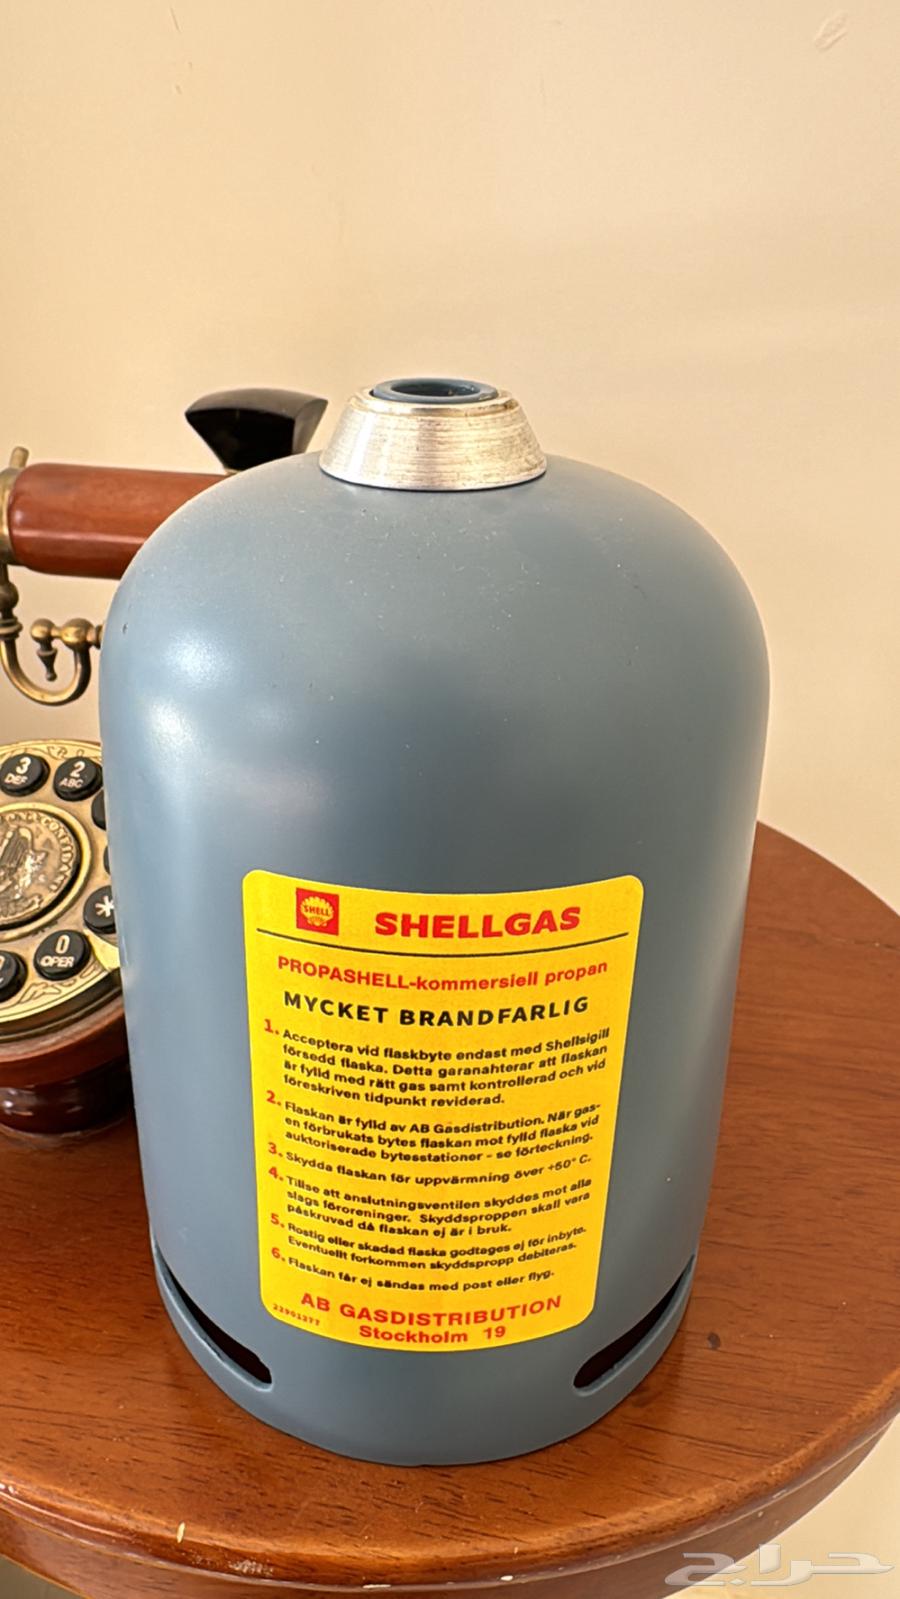 SHELL
SHELLGAS
PROPASHELL-kommersiell propan
MYCKET BRANDFARLIG
1. Acceptera vid flaskbyte endast med Shellsigill
försedd flaska. Detta garanahterar att flaskan
är fylld med rätt gas samt kontrollerad och vid
föreskriven tidpunkt reviderad.
2. Flaskan är fylld av AB Gasdistribution. När gas-
en förbrukats bytes flaskan mot fylld flaska vid
auktoriserade bytesstationer - se förteckning.
3. Skydda flaskan för uppvärmning över +50° C.
4. Tillse att anslutningsventilen skyddes mot alla
slags föroreninger. Skyddsproppen skall vara
påskruvad då flaskan ej är i bruk.
5. Rostig eller skadad flaska godtages ej för inbyte.
Eventuellt forkommen skyddspropp debiteras.
6. Flaskan får ej sändas med post eller flyg.
AB GASDISTRIBUTION
22901277
Stockholm 19
3
DEF
2
ABC
*
0
OPER
حراج